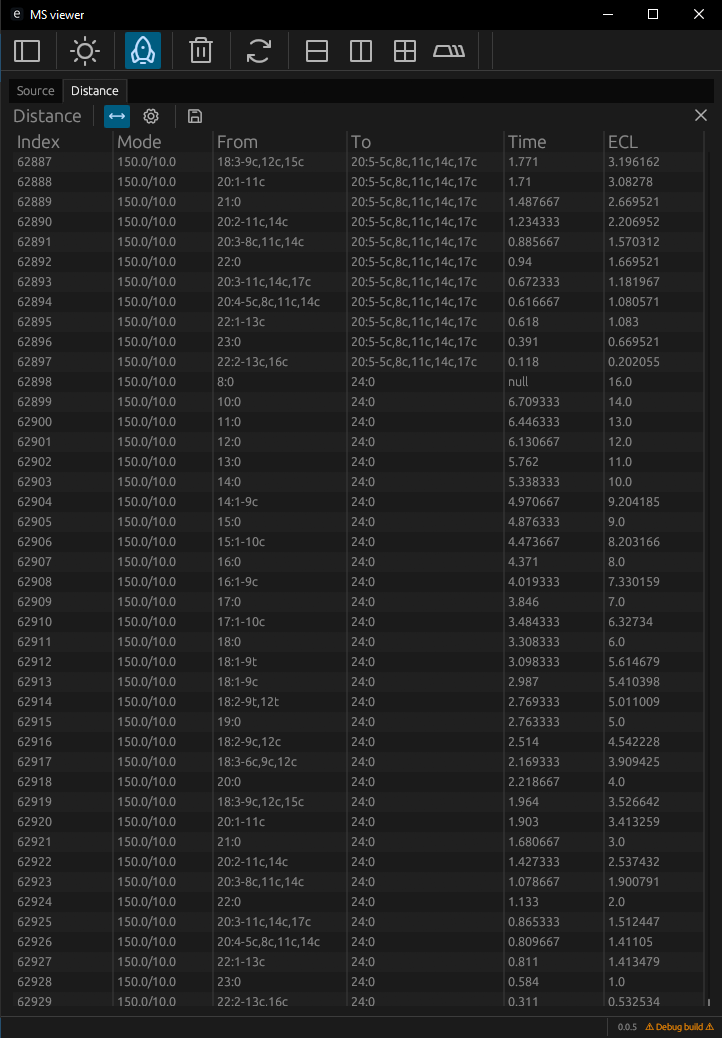 e MS viewer
Source Distance
Distance
Index Mode From To Time ECL
62887 150.0/10.0 18:3-9c,12c,15c 20:5-5c,8c,11c,14c,17c 1.771 3.196162
62888 150.0/10.0 20:1-11c 20:5-5c,8c,11c,14c,17c 1.71 3.08278
62889 150.0/10.0 21:0 20:5-5c,8c,11c,14c,17c 1.487667 2.669521
62890 150.0/10.0 20:2-11c,14c 20:5-5c,8c,11c,14c,17c 1.234333 2.206952
62891 150.0/10.0 20:3-8c,11c,14c 20:5-5c,8c,11c,14c,17c 0.885667 1.570312
62892 150.0/10.0 22:0 20:5-5c,8c,11c,14c,17c 0.94 1.669521
62893 150.0/10.0 20:3-11c,14c,17c 20:5-5c,8c,11c,14c,17c 0.672333 1.181967
62894 150.0/10.0 20:4-5c,8c,11c,14c 20:5-5c,8c,11c,14c,17c 0.616667 1.080571
62895 150.0/10.0 22:1-13c 20:5-5c,8c,11c,14c,17c 0.618 1.083
62896 150.0/10.0 23:0 20:5-5c,8c,11c,14c,17c 0.391 0.669521
62897 150.0/10.0 22:2-13c,16c 20:5-5c,8c,11c,14c,17c 0.118 0.202055
62898 150.0/10.0 8:0 24:0 null 16.0
62899 150.0/10.0 10:0 24:0 6.709333 14.0
62900 150.0/10.0 11:0 24:0 6.446333 13.0
62901 150.0/10.0 12:0 24:0 6.130667 12.0
62902 150.0/10.0 13:0 24:0 5.762 11.0
62903 150.0/10.0 14:0 24:0 5.338333 10.0
62904 150.0/10.0 14:1-9c 24:0 4.970667 9.204185
62905 150.0/10.0 15:0 24:0 4.876333 9.0
62906 150.0/10.0 15:1-10c 24:0 4.473667 8.203166
62907 150.0/10.0 16:0 24:0 4.371 8.0
62908 150.0/10.0 16:1-9c 24:0 4.019333 7.330159
62909 150.0/10.0 17:0 24:0 3.846 7.0
62910 150.0/10.0 17:1-10c 24:0 3.484333 6.32734
62911 150.0/10.0 18:0 24:0 3.308333 6.0
62912 150.0/10.0 18:1-9t 24:0 3.098333 5.614679
62913 150.0/10.0 18:1-9c 24:0 2.987 5.410398
62914 150.0/10.0 18:2-9t,12t 24:0 2.769333 5.011009
62915 150.0/10.0 19:0 24:0 2.763333 5.0
62916 150.0/10.0 18:2-9c,12c 24:0 2.514 4.542228
62917 150.0/10.0 18:3-6c,9c,12c 24:0 2.169333 3.909425
62918 150.0/10.0 20:0 24:0 2.218667 4.0
62919 150.0/10.0 18:3-9c,12c,15c 24:0 1.964 3.526642
62920 150.0/10.0 20:1-11c 24:0 1.903 3.413259
62921 150.0/10.0 21:0 24:0 1.680667 3.0
62922 150.0/10.0 20:2-11c,14c 24:0 1.427333 2.537432
62923 150.0/10.0 20:3-8c,11c,14c 24:0 1.078667 1.900791
62924 150.0/10.0 22:0 24:0 1.133 2.0
62925 150.0/10.0 20:3-11c,14c,17c 24:0 0.865333 1.512447
62926 150.0/10.0 20:4-5c,8c,11c,14c 24:0 0.809667 1.41105
62927 150.0/10.0 22:1-13c 24:0 0.811 1.413479
62928 150.0/10.0 23:0 24:0 0.584 1.0
62929 150.0/10.0 22:2-13c,16c 24:0 0.311 0.532534
0.0.5 ⚠ Debug build ⚠